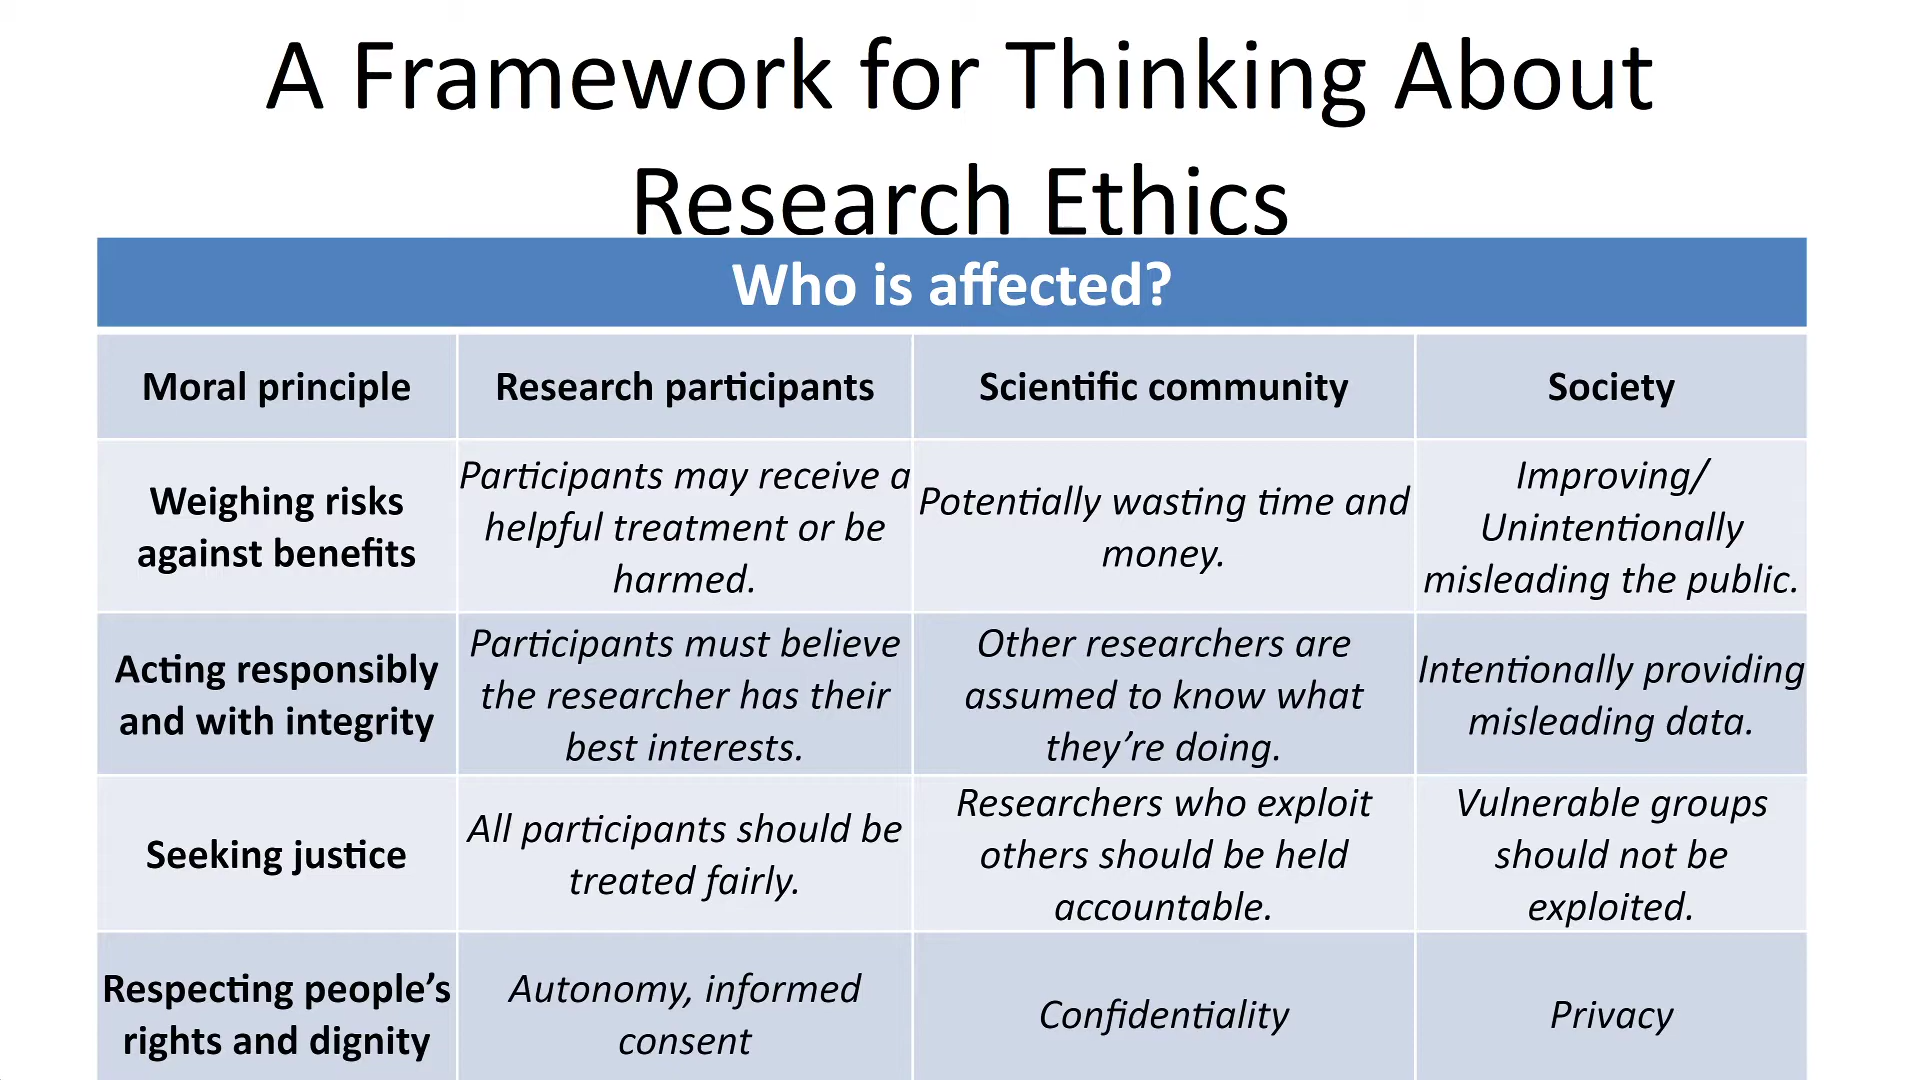 A Framework for Thinking About
Research Ethics
Who is affected?
Moral principle
Research participants
Scientific community
Society
Weighing risks
against benefits
Participants may receive a
helpful treatment or be
harmed.
Potentially wasting time and
money.
Improving/
Unintentionally
misleading the public.
Acting responsibly
and with integrity
Participants must believe
the researcher has their
best interests.
Other researchers are
assumed to know what
they’re doing.
Intentionally providing
misleading data.
Seeking justice
All participants should be
treated fairly.
Researchers who exploit
others should be held
accountable.
Vulnerable groups
should not be
exploited.
Respecting people’s
rights and dignity
Autonomy, informed
consent
Confidentiality
Privacy